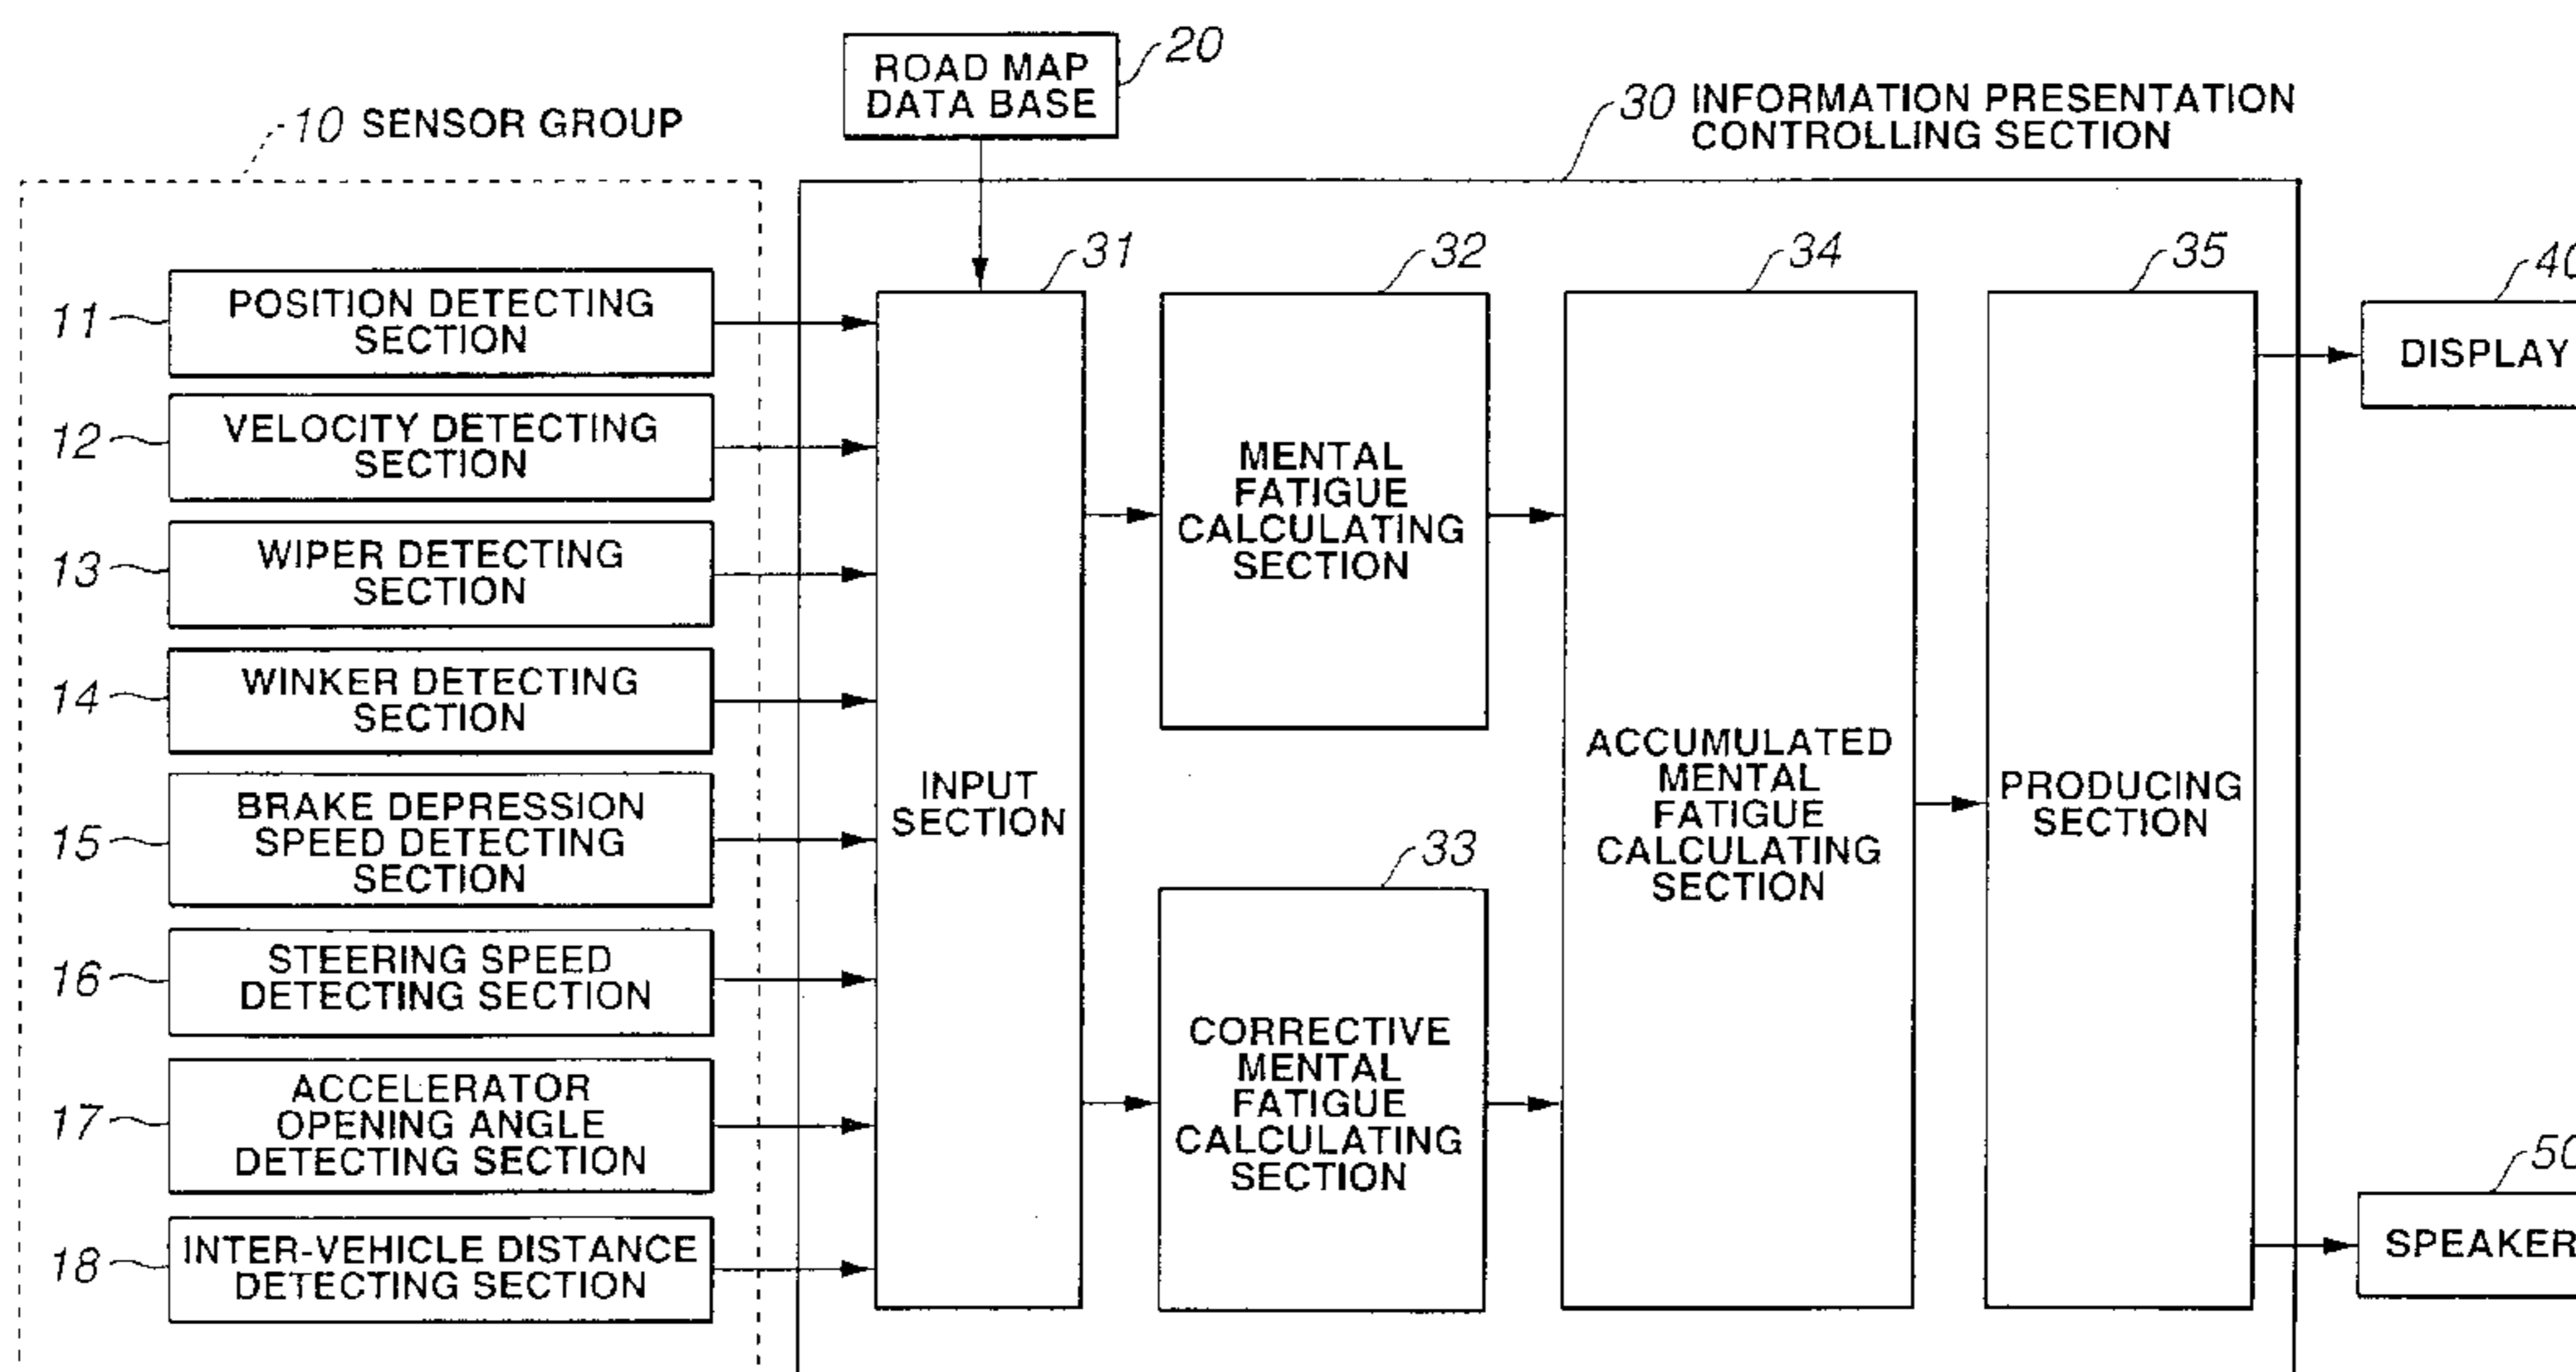 20
ROAD MAP
DATA BASE
10 SENSOR GROUP
30 INFORMATION PRESENTATION
CONTROLLING SECTION
11
POSITION DETECTING
SECTION
12
VELOCITY DETECTING
SECTION
13
WIPER DETECTING
SECTION
14
WINKER DETECTING
SECTION
15
BRAKE DEPRESSION
SPEED DETECTING
SECTION
16
STEERING SPEED
DETECTING SECTION
17
ACCELERATOR
OPENING ANGLE
DETECTING SECTION
18
INTER-VEHICLE DISTANCE
DETECTING SECTION
31
INPUT
SECTION
32
MENTAL
FATIGUE
CALCULATING
SECTION
33
CORRECTIVE
MENTAL
FATIGUE
CALCULATING
SECTION
34
ACCUMULATED
MENTAL
FATIGUE
CALCULATING
SECTION
35
PRODUCING
SECTION
40
DISPLAY
50
SPEAKER